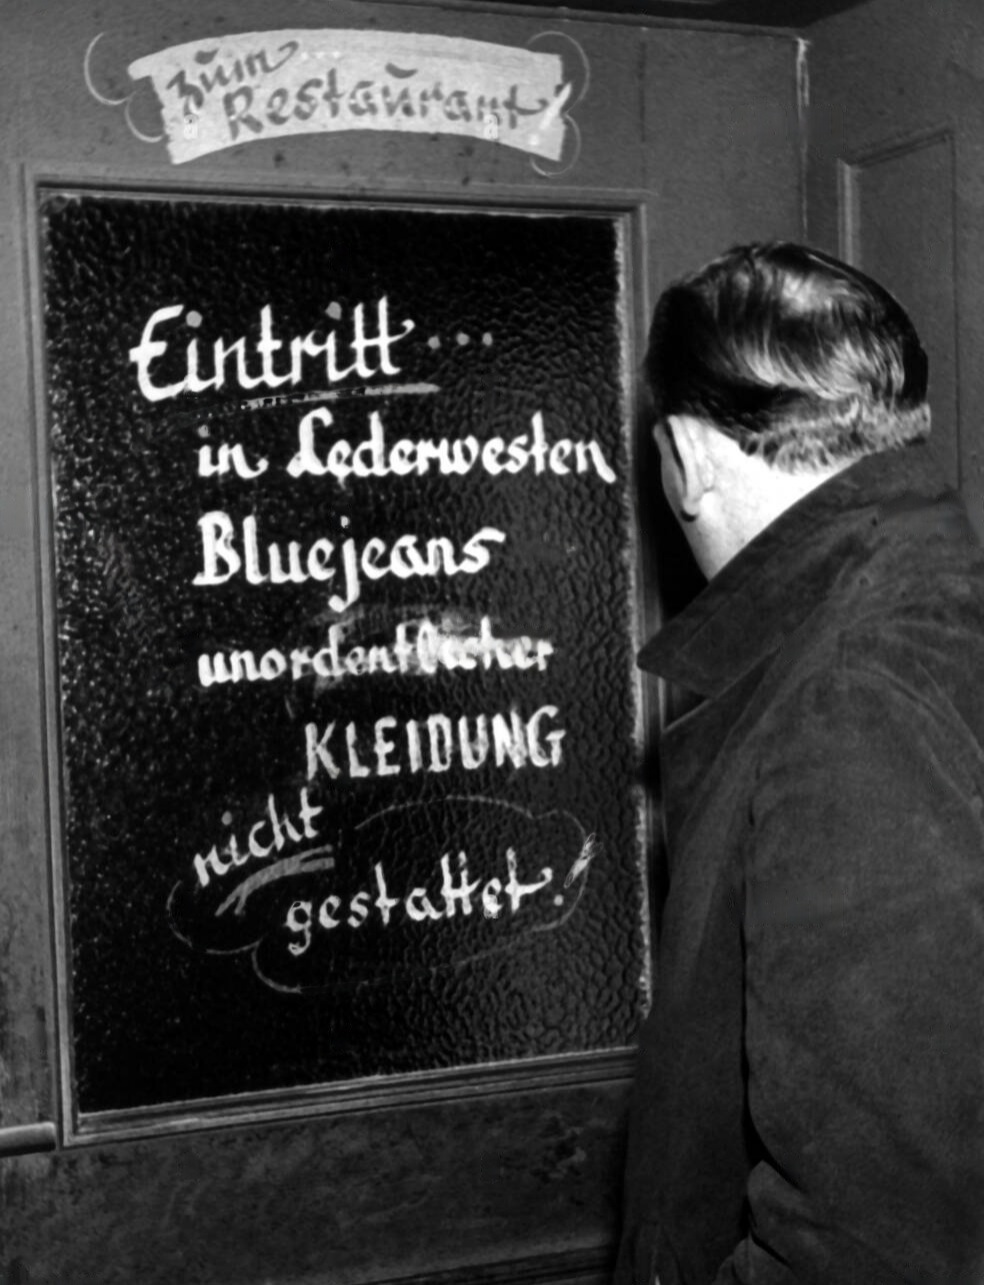 zum
Restaurant!
Eintritt...
in Lederwesten
Bluejeans
unordentlicher
KLEIDUNG
nicht
gestattet!